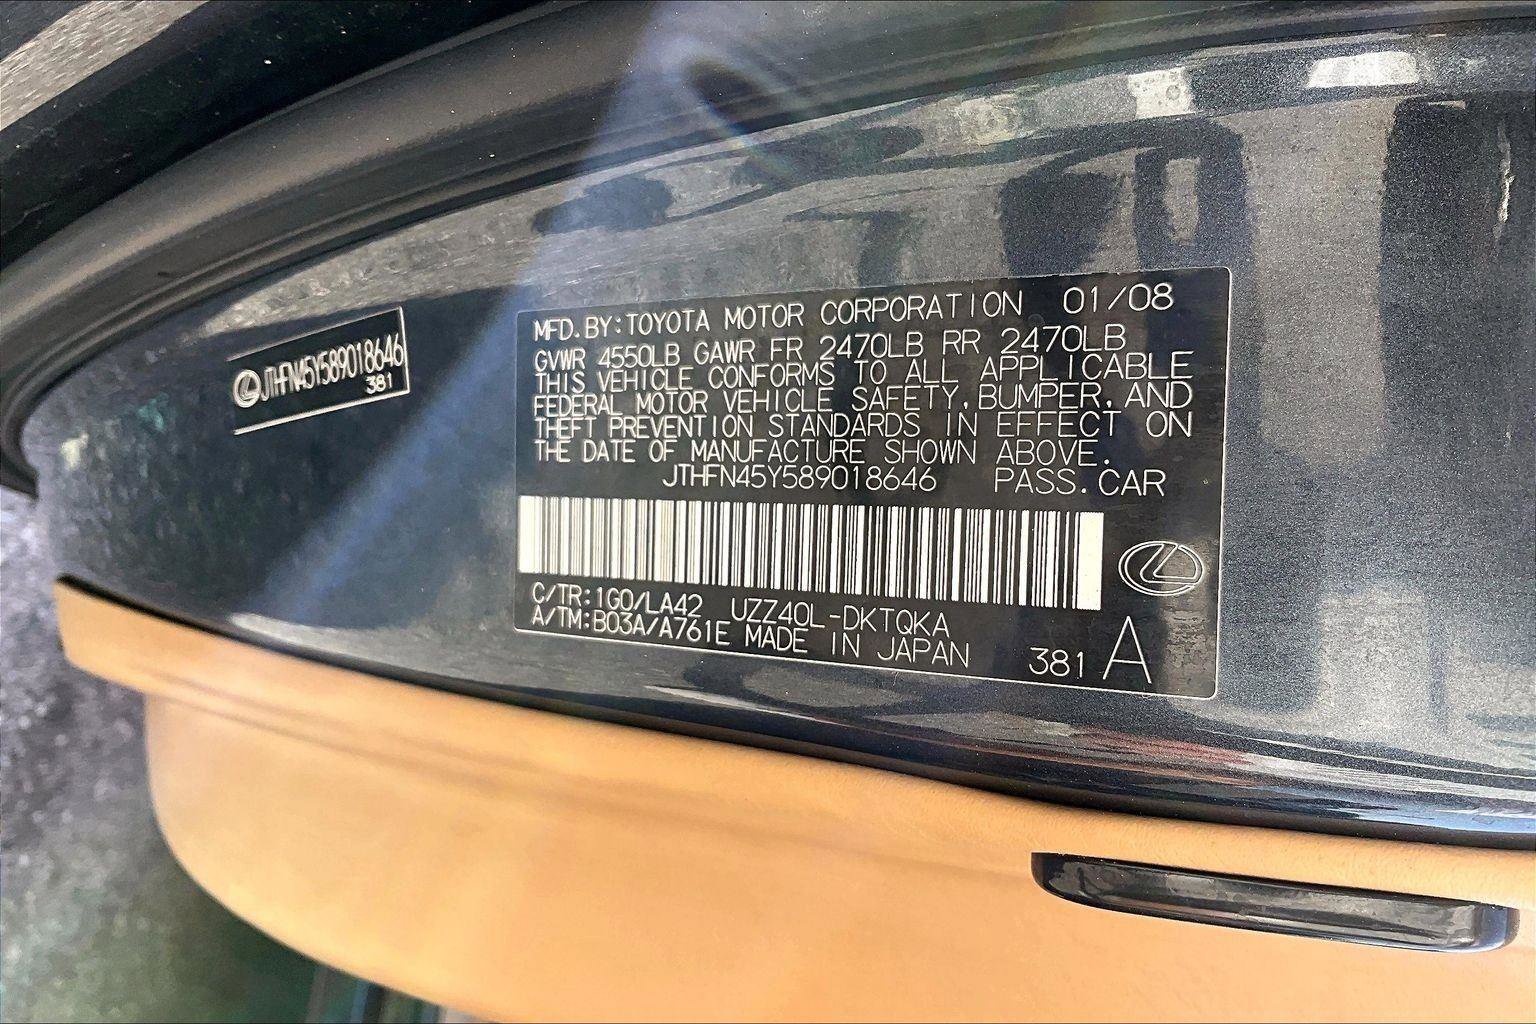 JTHFN45Y589018646
381
MFD. BY: TOYOTA MOTOR CORPORATION 01/08
GVWR 4550LB GAWR FR 2470LB RR 2470LB
THIS VEHICLE CONFORMS TO ALL APPLICABLE
FEDERAL MOTOR VEHICLE SAFETY, BUMPER, AND
THEFT PREVENTION STANDARDS IN EFFECT ON
THE DATE OF MANUFACTURE SHOWN ABOVE.
JTHFN45Y589018646 PASS. CAR
C/TR: 1G0/LA42 UZZ40L-DKTQKA
A/TM: B03A/A761E MADE IN JAPAN 381 A